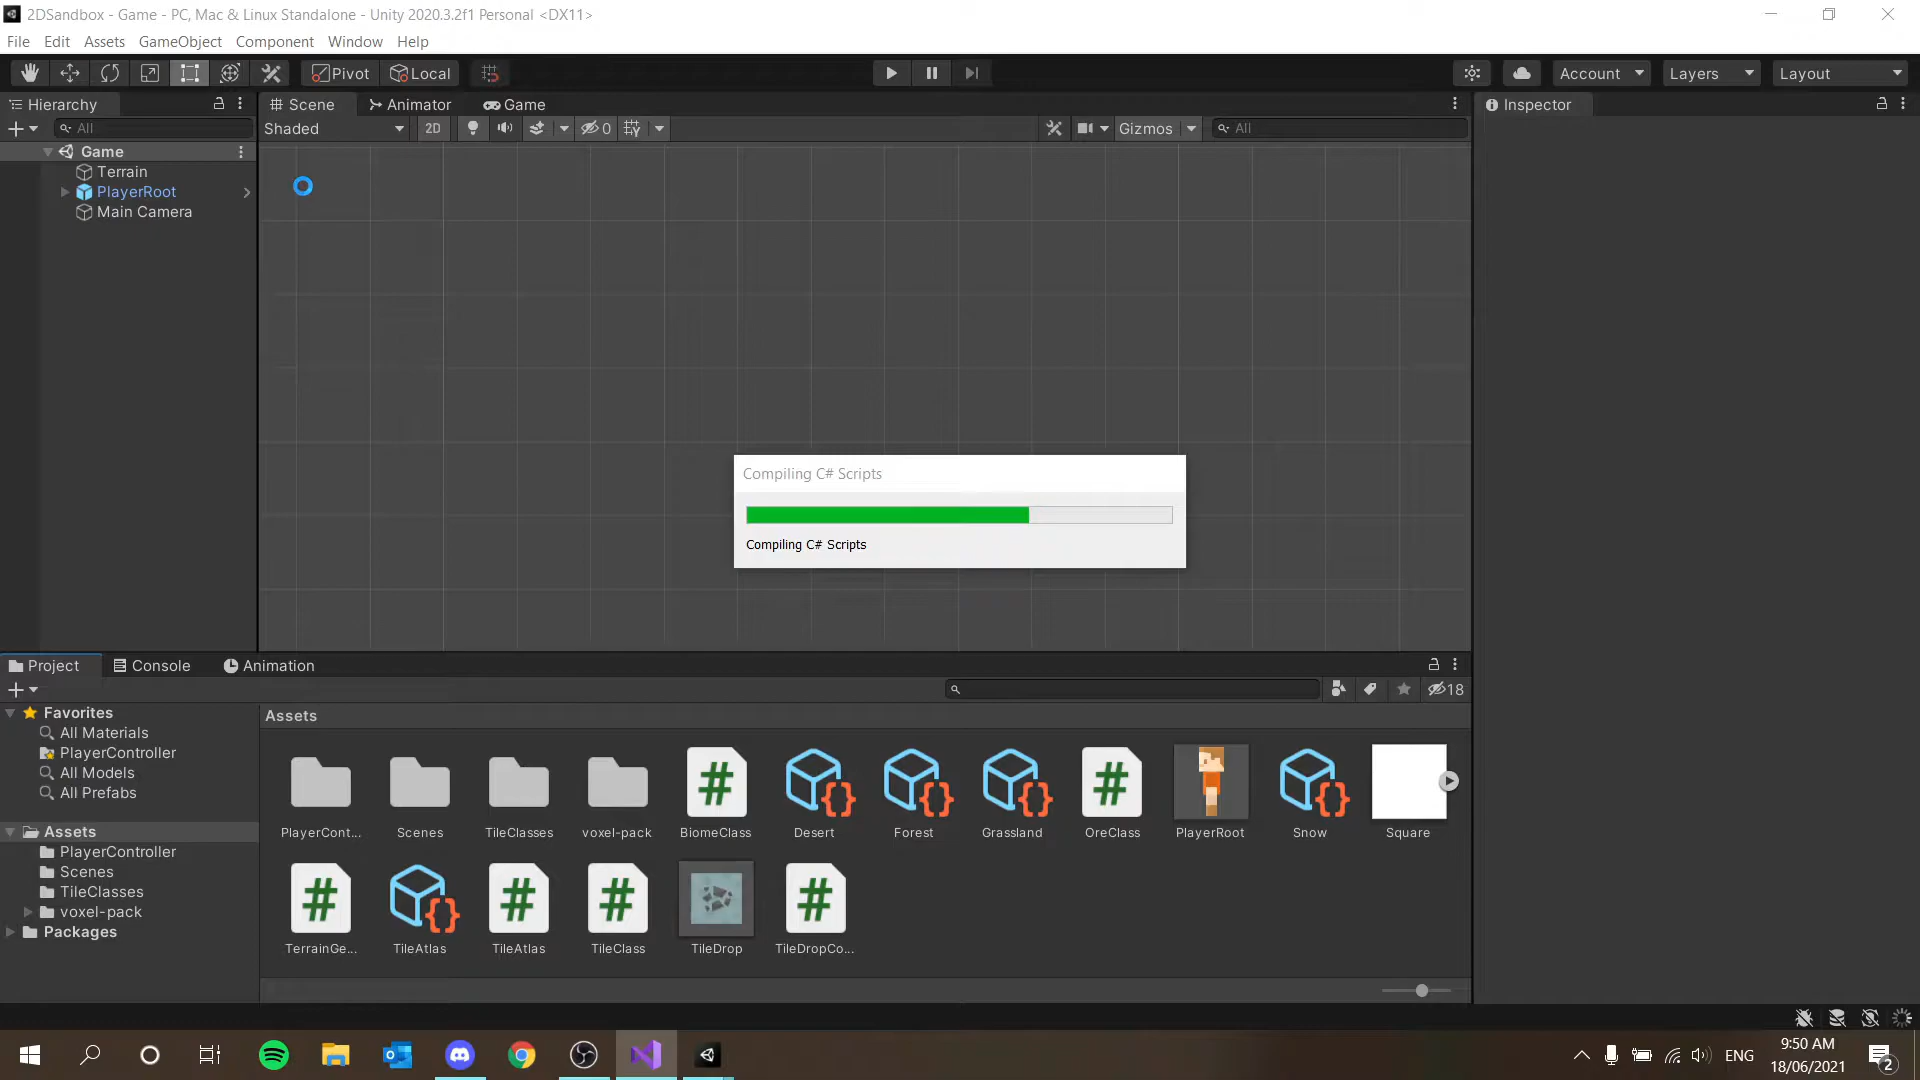 2DSandbox - Game - PC, Mac & Linux Standalone - Unity 2020.3.2f1 Personal <DX11>
File Edit Assets GameObject Component Window Help
Pivot Local Account Layers Layout
Hierarchy Scene Animator Game Inspector
All Shaded 2D 0 Gizmos All
Game
Terrain
PlayerRoot
Main Camera
Compiling C# Scripts
Compiling C# Scripts
Project Console Animation
18
Favorites
All Materials
PlayerController
All Models
All Prefabs
Assets
PlayerController
Scenes
TileClasses
voxel-pack
Packages
Assets
PlayerCont... Scenes TileClasses voxel-pack BiomeClass Desert Forest Grassland OreClass PlayerRoot Snow Square
TerrainGe... TileAtlas TileAtlas TileClass TileDrop TileDropCo...
ENG
9:50 AM
18/06/2021
2